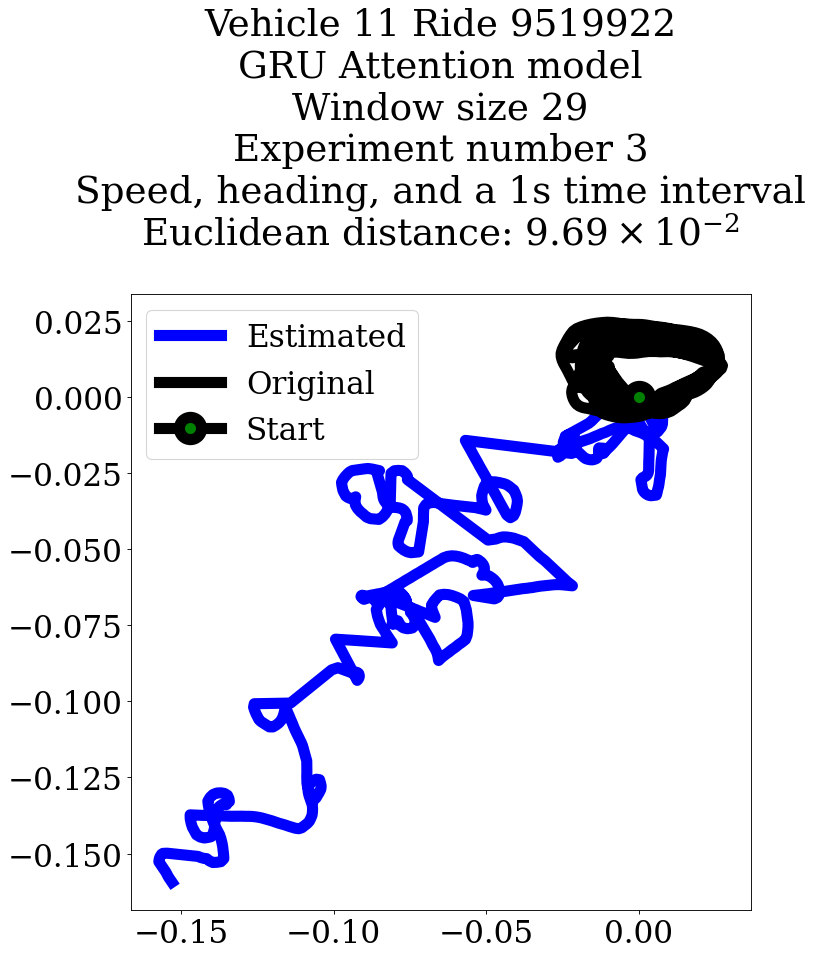 Vehicle 11 Ride 9519922
GRU Attention model
Window size 29
Experiment number 3
Speed, heading, and a 1s time interval
Euclidean distance: 9.69 × 10⁻²
Estimated
Original
Start
0.025
0.000
−0.025
−0.050
−0.075
−0.100
−0.125
−0.150
−0.15 −0.10 −0.05 0.00